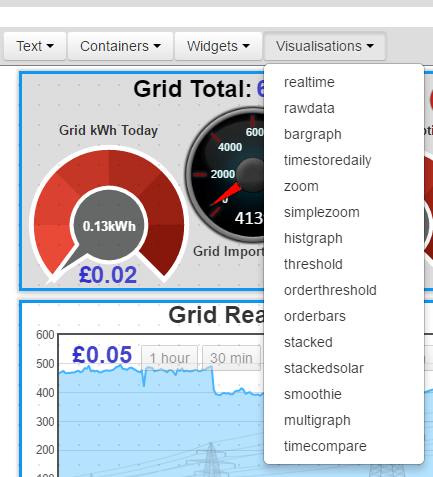 Text Containers Widgets Visualisations
realtime
rawdata
bargraph
timestoredaily
zoom
simplezoom
histgraph
threshold
orderthreshold
orderbars
stacked
stackedsolar
smoothie
multigraph
timecompare
Grid Total:
Grid kWh Today
6000
4000
2000
0
0.13kWh
413
£0.02
Grid Import
Grid Rea
600
500
400
300
200
100
£0.05 1 hour 30 min